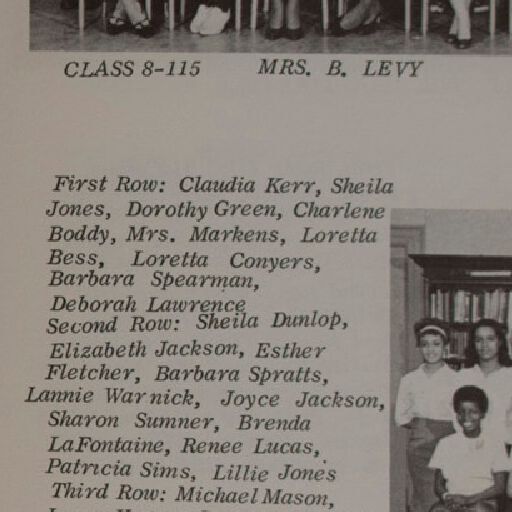 CLASS 8-115 MRS. B. LEVY
First Row: Claudia Kerr, Sheila
Jones, Dorothy Green, Charlene
Boddy, Mrs. Markens, Loretta
Bess, Loretta Conyers,
Barbara Spearman,
Deborah Lawrence
Second Row: Sheila Dunlop,
Elizabeth Jackson, Esther
Fletcher, Barbara Spratts,
Lannie Warnick, Joyce Jackson,
Sharon Sumner, Brenda
LaFontaine, Renee Lucas,
Patricia Sims, Lillie Jones
Third Row: Michael Mason,